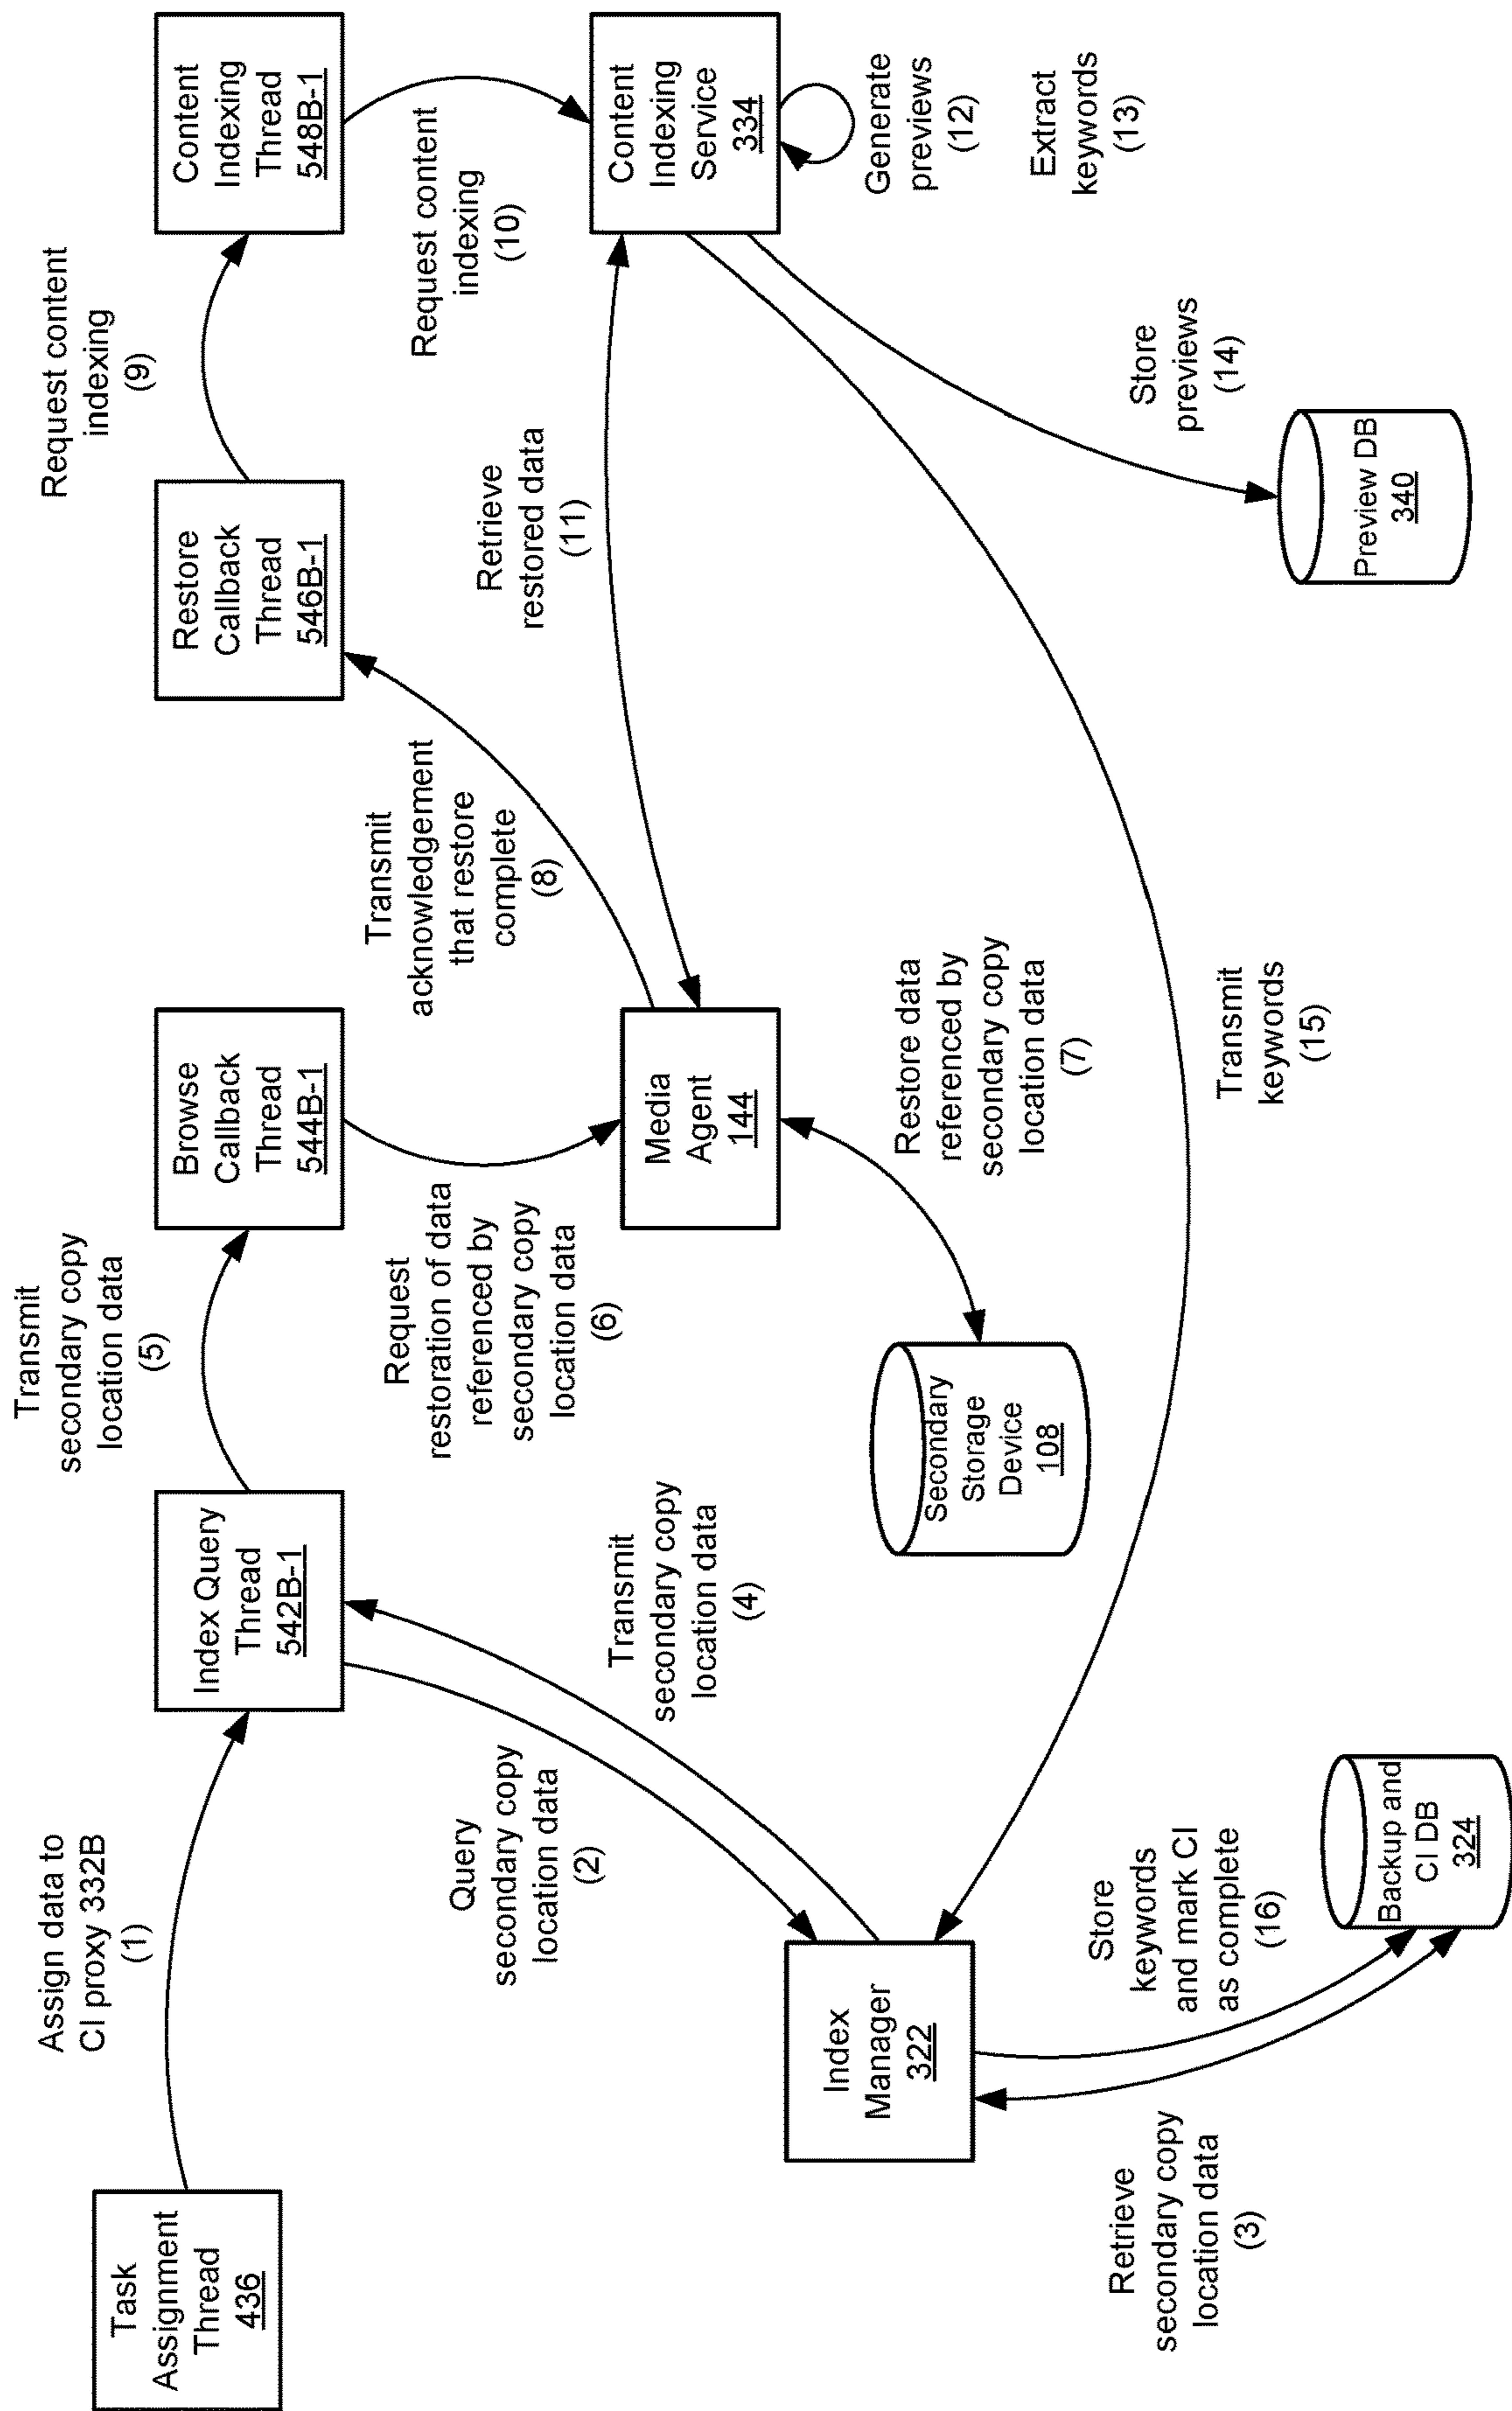 Task
Assignment
Thread
436
Assign data to
CI proxy 332B
(1)
Index Query
Thread
542B-1
Transmit
secondary copy
location data
(5)
Browse
Callback
Thread
544B-1
Restore
Callback
Thread
546B-1
Request content
indexing
(9)
Content
Indexing
Thread
548B-1
Query
secondary copy
location data
(2)
Transmit
secondary copy
location data
(4)
Request
restoration of data
referenced by
secondary copy
location data
(6)
Transmit
acknowledgement
that restore
complete
(8)
Retrieve
restored data
(11)
Request content
indexing
(10)
Index
Manager
322
Media
Agent
144
Content
Indexing
Service
334
Generate
previews
(12)
Extract
keywords
(13)
Secondary
Storage
Device
108
Restore data
referenced by
secondary copy
location data
(7)
Retrieve
secondary copy
location data
(3)
Store
keywords
and mark CI
as complete
(16)
Transmit
keywords
(15)
Store
previews
(14)
Backup and
CI DB
324
Preview DB
340